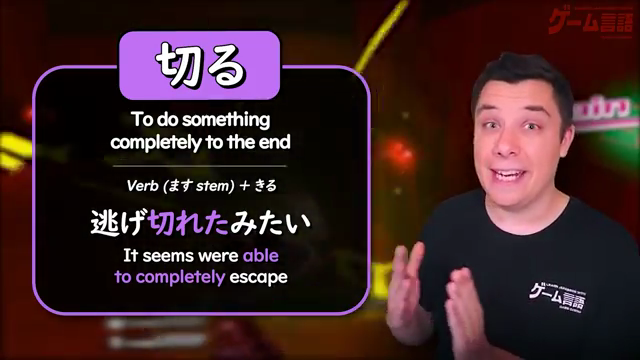 切る
To do something
completely to the end
Verb (ます stem) + きる
逃げ切れたみたい
It seems were able
to completely escape
ゲーム言語
ゲーム言語